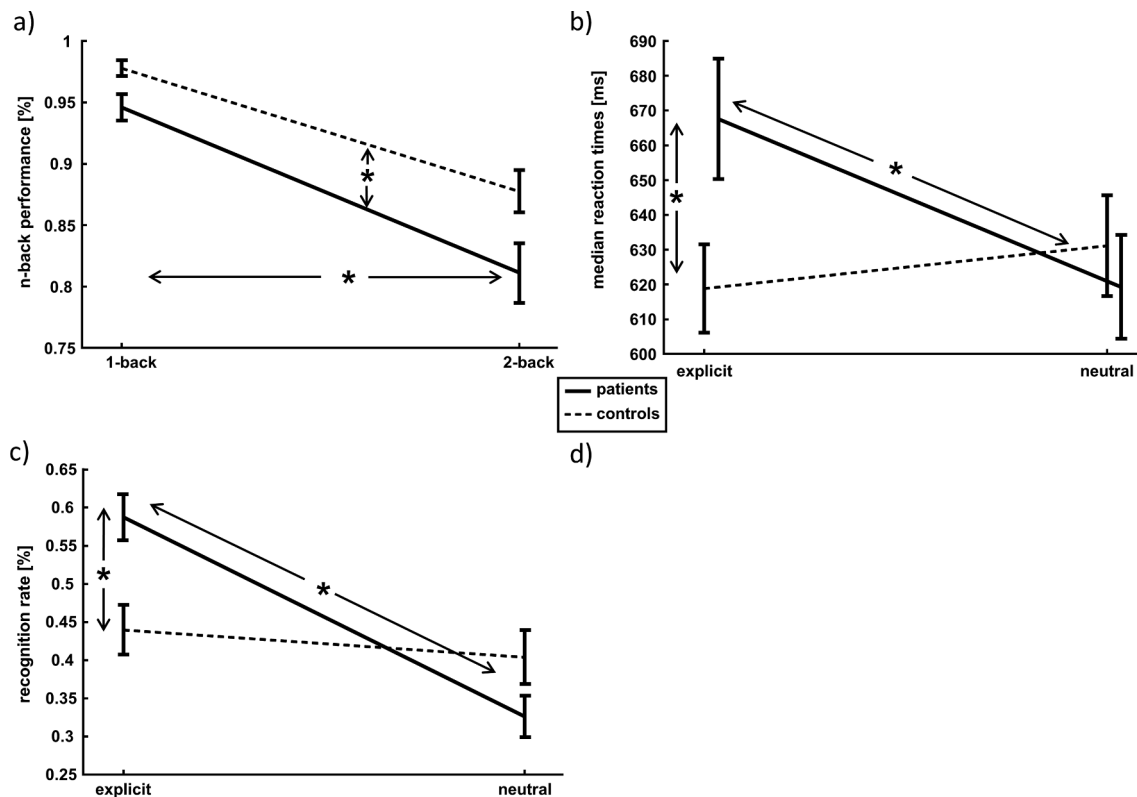 a)
n-back performance [%]
1
0.95
0.9
0.85
0.8
0.75
*
*
1-back
2-back
b)
median reaction times [ms]
690
680
670
660
650
640
630
620
610
600
*
*
explicit
neutral
patients
controls
c)
recognition rate [%]
0.65
0.6
0.55
0.5
0.45
0.4
0.35
0.3
0.25
*
*
explicit
neutral
d)